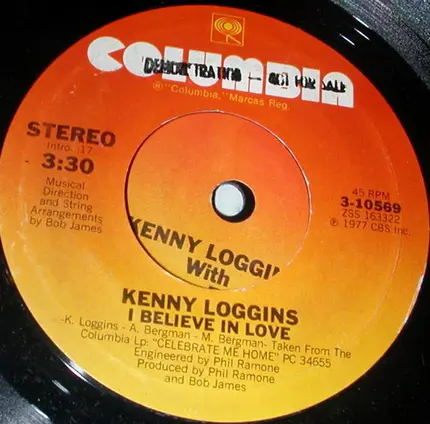 COLUMBIA
DEMONSTRATION — NOT FOR SALE
® "Columbia," Marcas Reg.
STEREO
Intro. :17
3:30
Musical
Direction
and String
Arrangements
by Bob James
45 RPM
3-10569
ZSS 163322
℗ 1977 CBS Inc.
KENNY LOGGIN
With
KENNY LOGGINS
I BELIEVE IN LOVE
-K. Loggins - A. Bergman - M. Bergman- Taken From The
Columbia Lp: "CELEBRATE ME HOME" PC 34655
Engineered by Phil Ramone
Produced by Phil Ramone
and Bob James